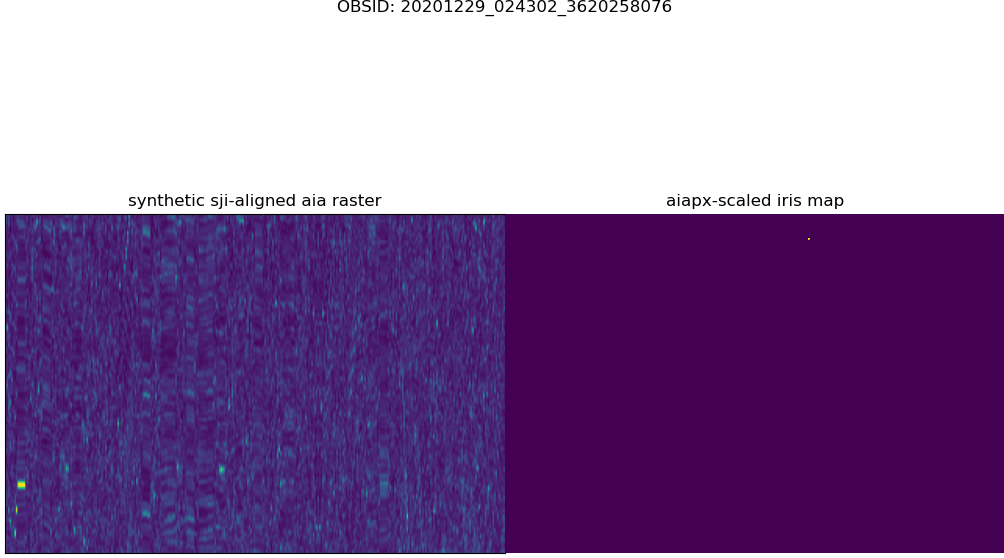 OBSID: 20201229_024302_3620258076
synthetic sji-aligned aia raster
aiapx-scaled iris map